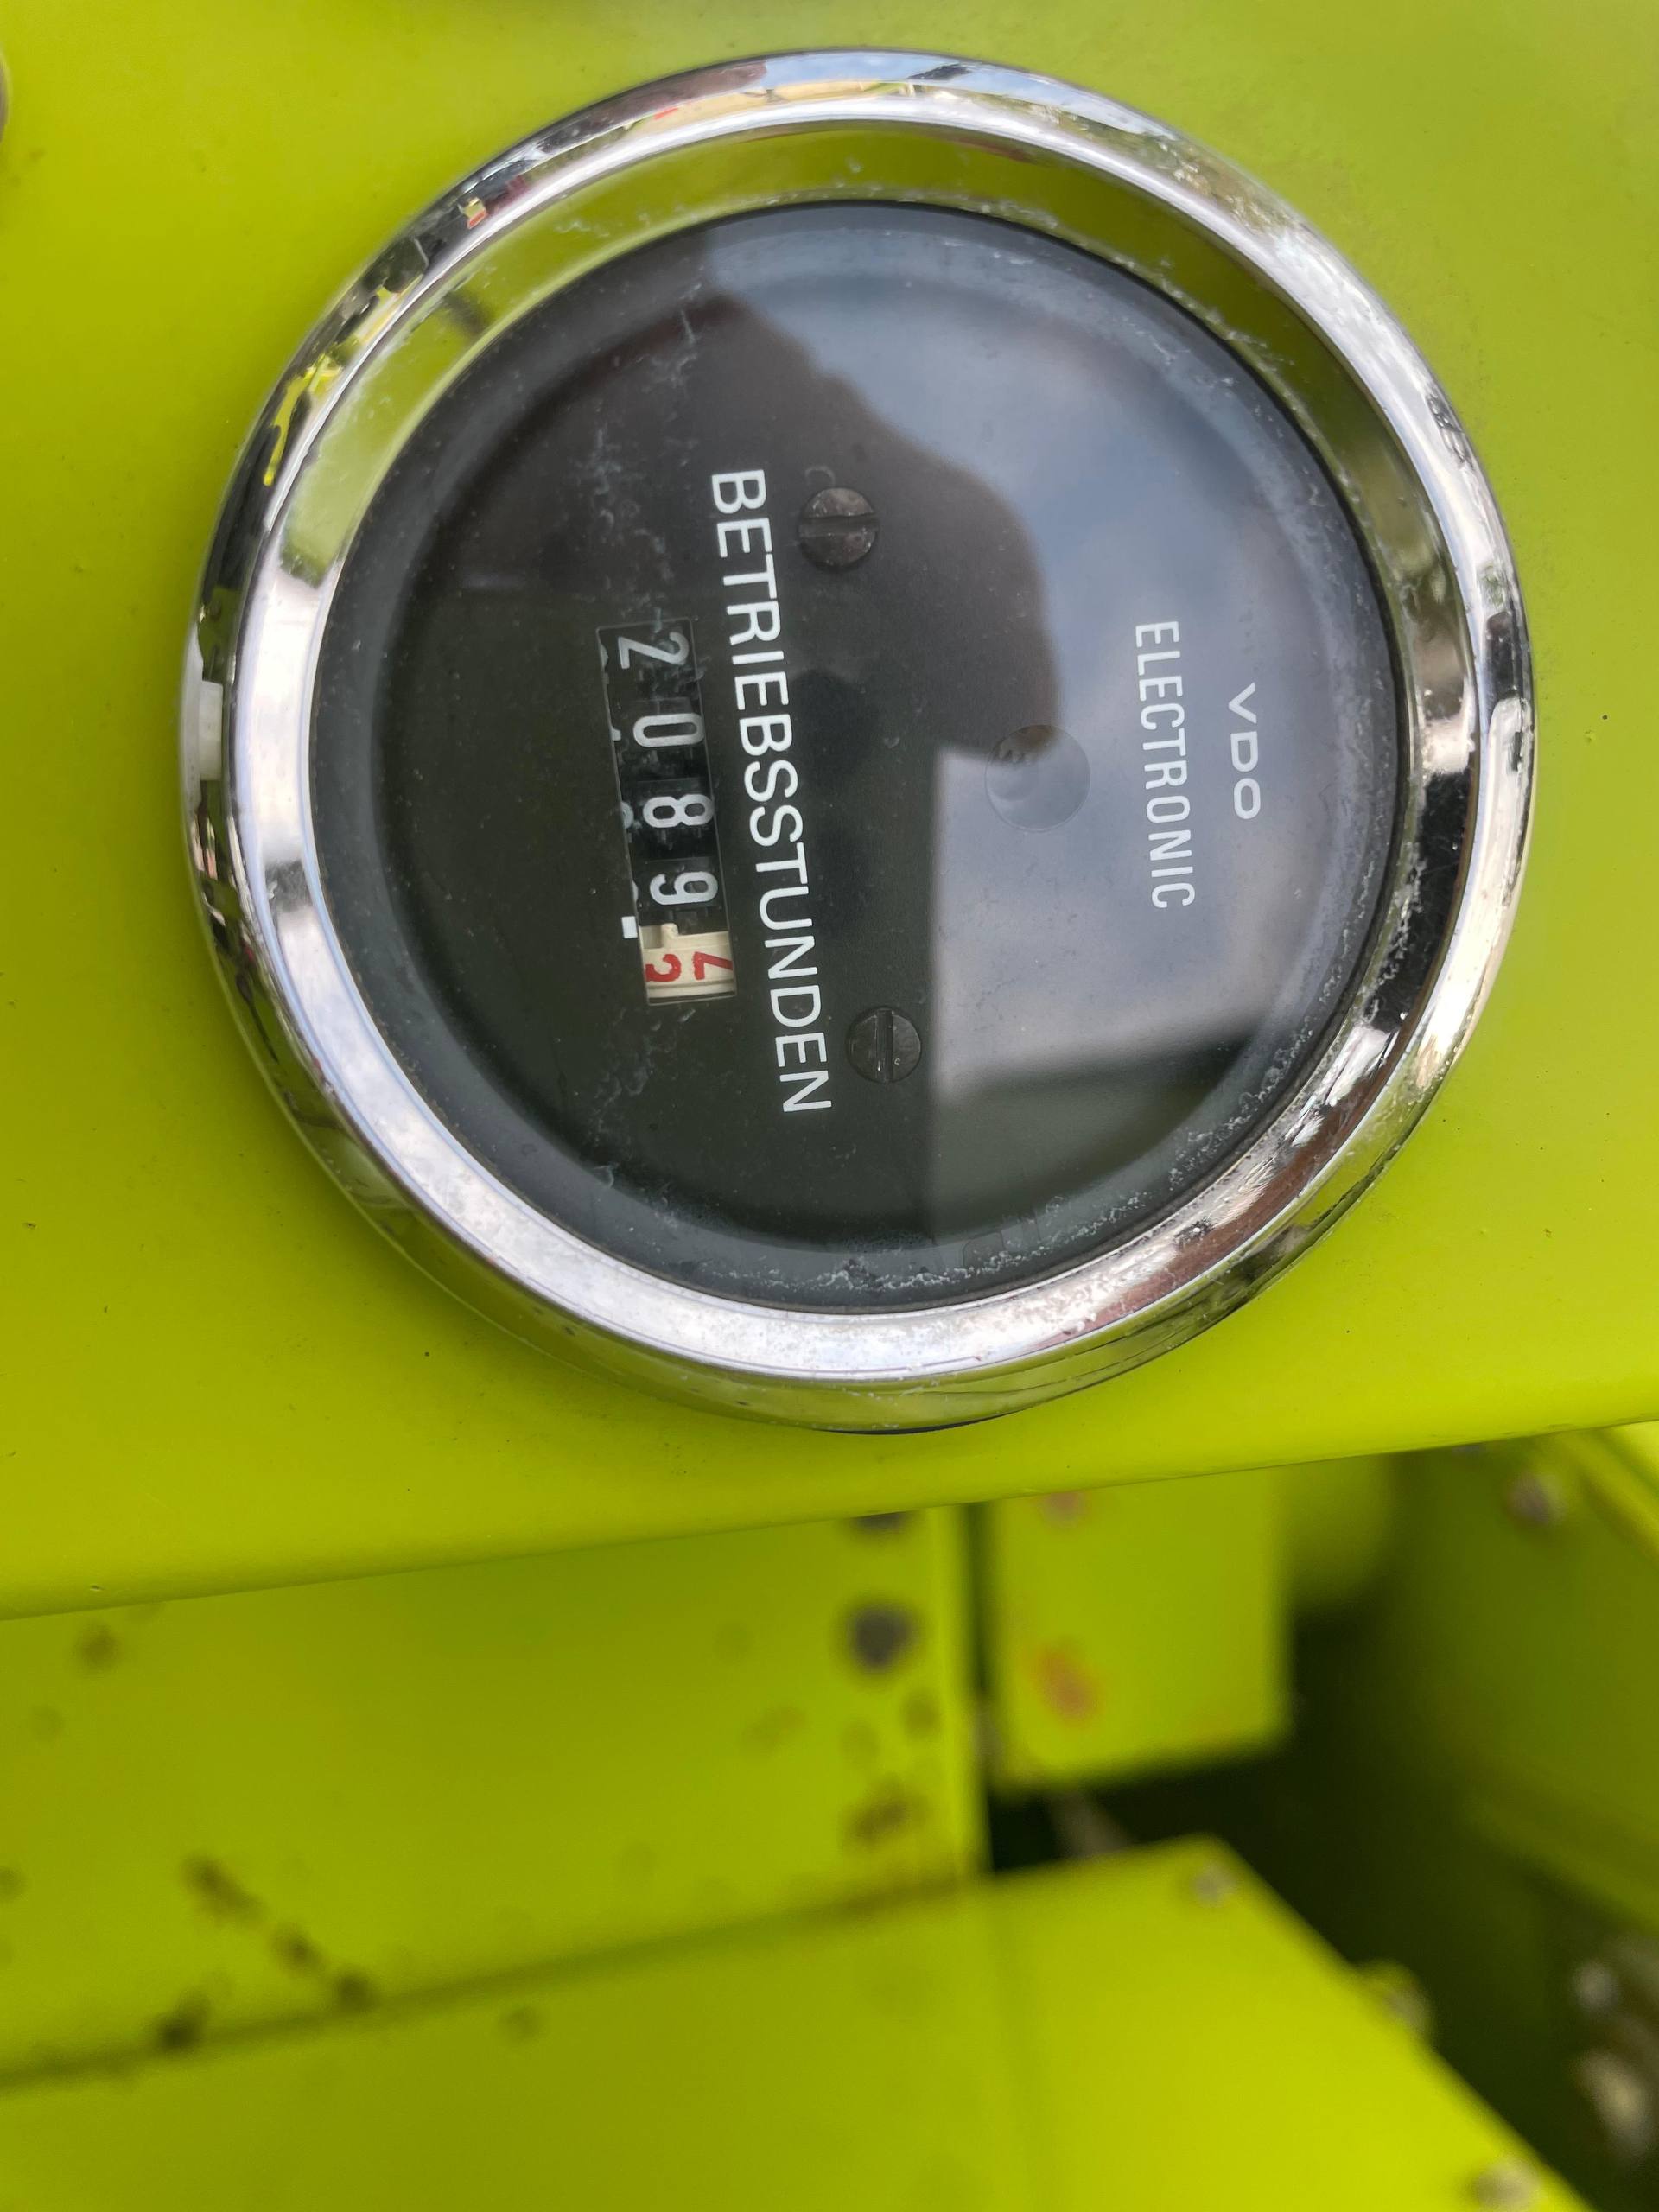 VDO
ELECTRONIC
BETRIEBSSTUNDEN
2089